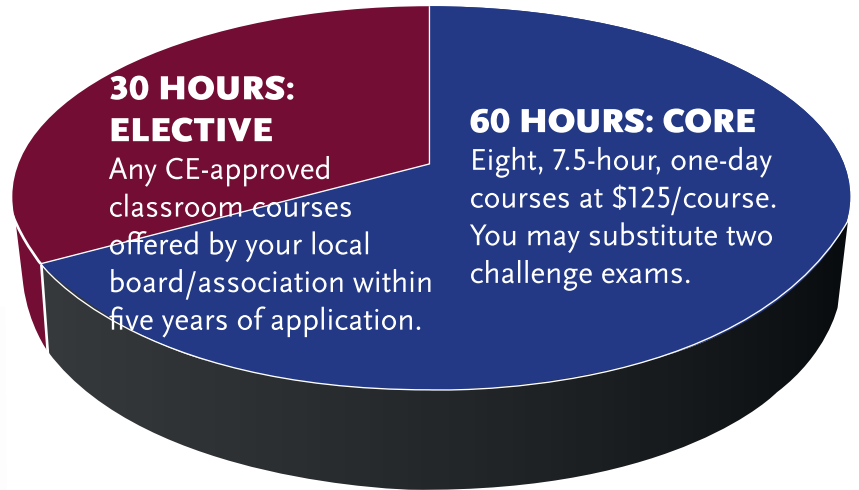 30 HOURS:
ELECTIVE
Any CE-approved
classroom courses
offered by your local
board/association within
five years of application.
60 HOURS: CORE
Eight, 7.5-hour, one-day
courses at $125/course.
You may substitute two
challenge exams.